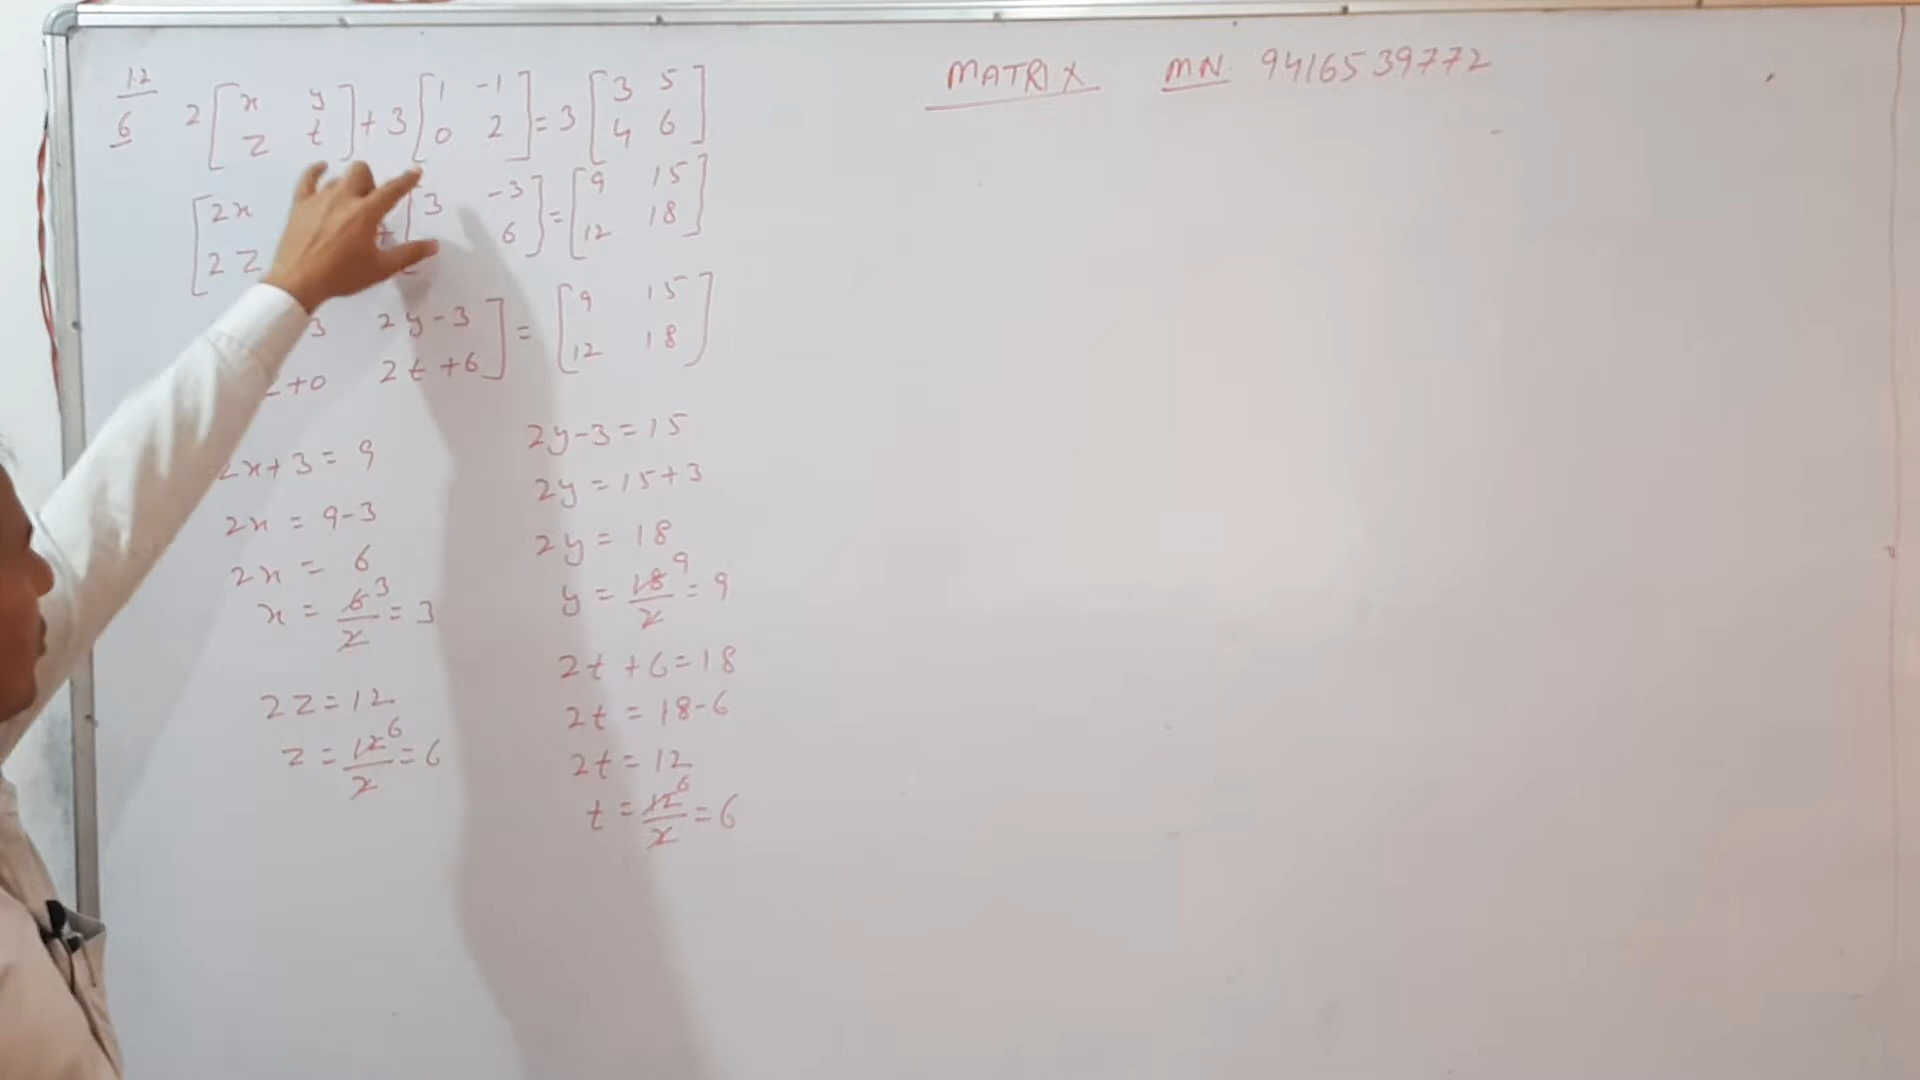 MATRIX MN. 9416539772
12
6
2 [ x y ] + 3 [ 1 -1 ] = 3 [ 3 5 ]
[ z t ] [ 0 2 ] [ 4 6 ]
[ 2x + [ 3 -3 ] = [ 9 15 ]
[ 2z 6 ] [ 12 18 ]
3 2y-3 ] = [ 9 15 ]
+0 2t+6 ] [ 12 18 ]
2x+3 = 9
2x = 9-3
2x = 6
x = 6/2 3 = 3
2z = 12
z = 12/2 6 = 6
2y-3 = 15
2y = 15+3
2y = 18
y = 18/2 9 = 9
2t +6 = 18
2t = 18-6
2t = 12
t = 12/2 6 = 6